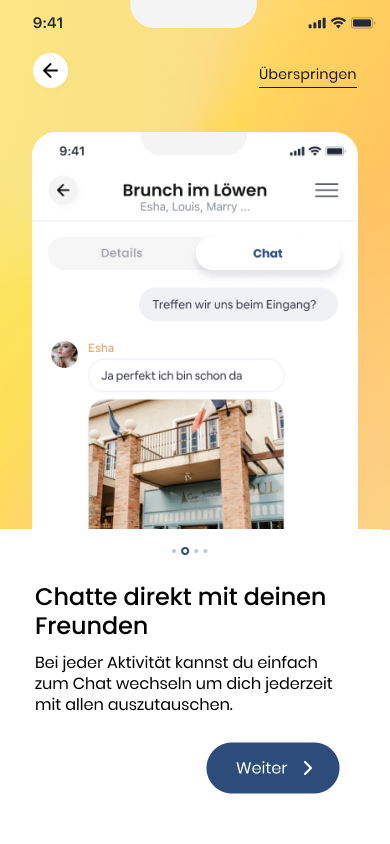 9:41
Überspringen
9:41
Brunch im Löwen
Esha, Louis, Marry ...
Details
Chat
Treffen wir uns beim Eingang?
Esha
Ja perfekt ich bin schon da
Chatte direkt mit deinen
Freunden
Bei jeder Aktivität kannst du einfach
zum Chat wechseln um dich jederzeit
mit allen auszutauschen.
Weiter